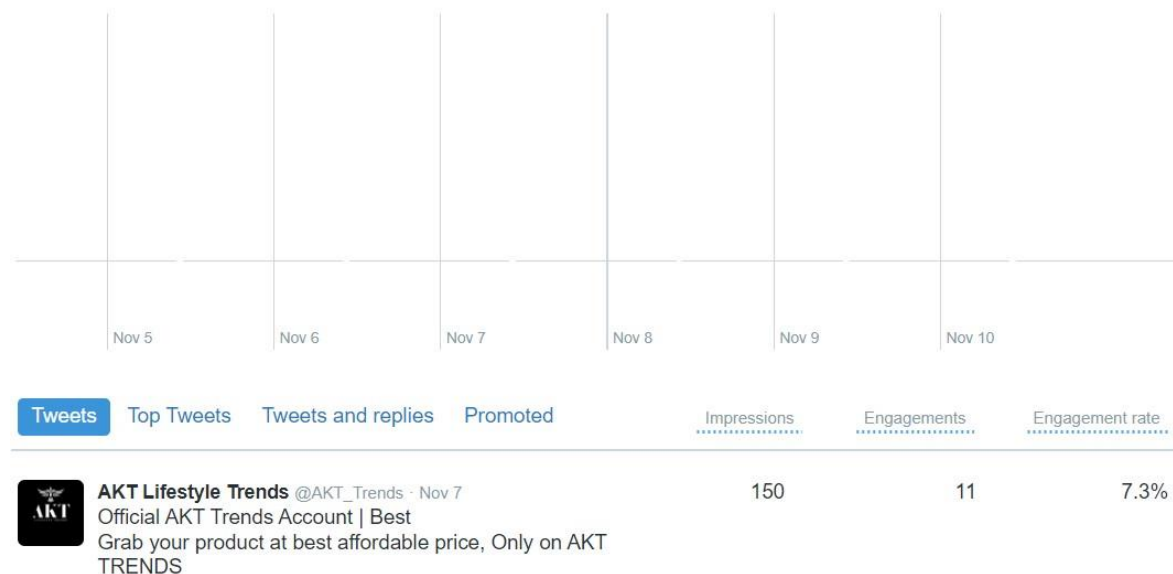 Nov 5 Nov 6 Nov 7 Nov 8 Nov 9 Nov 10
Tweets Top Tweets Tweets and replies Promoted Impressions Engagements Engagement rate
AKT
AKT Lifestyle Trends @AKT_Trends · Nov 7 150 11 7.3%
Official AKT Trends Account | Best
Grab your product at best affordable price, Only on AKT
TRENDS